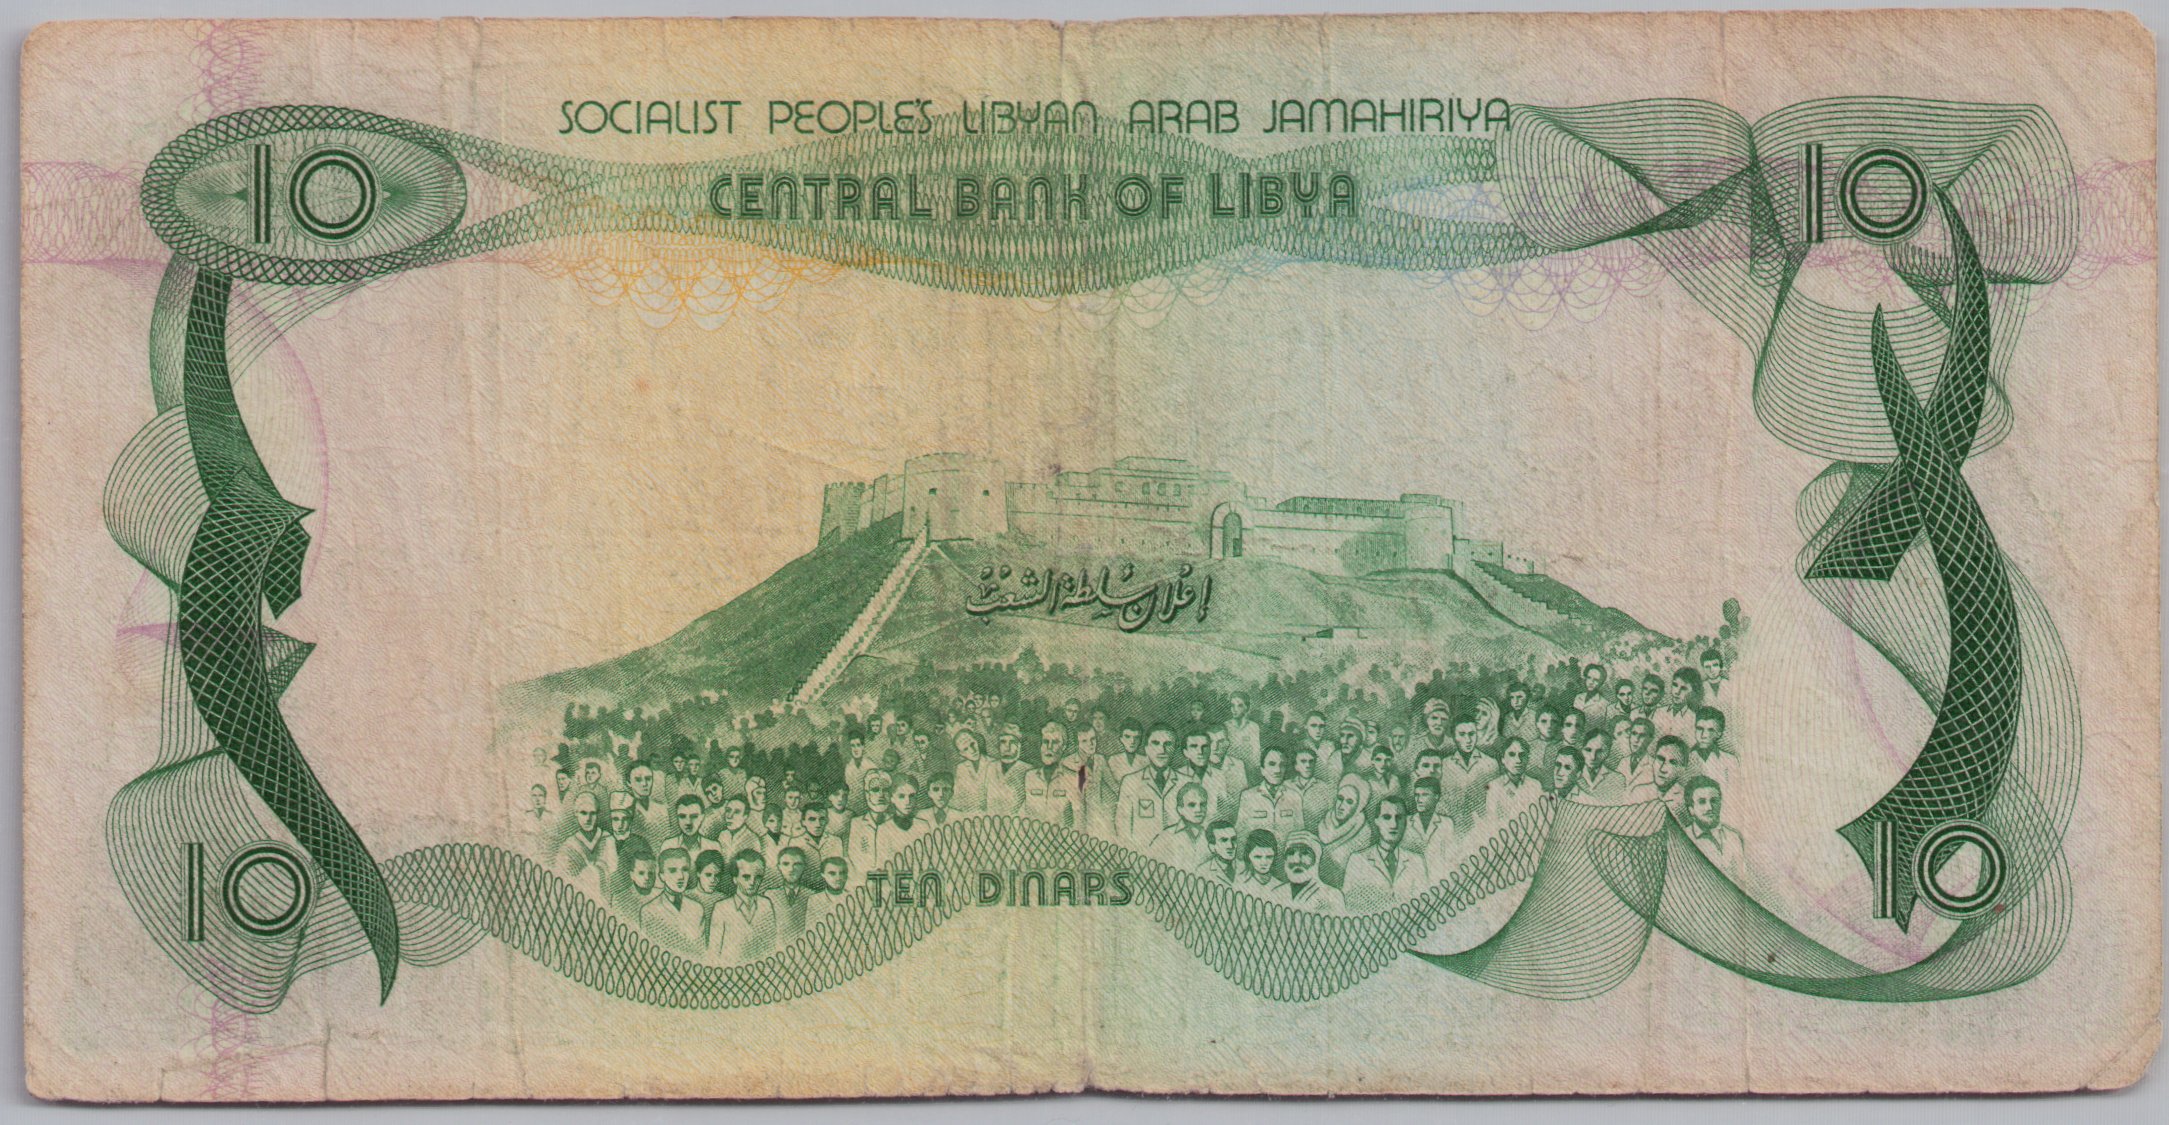 SOCIALIST PEOPLE'S LIBYAN ARAB JAMAHIRIYA
10
CENTRAL BANK OF LIBYA
10
إعلان سلطة الشعب
10
TEN DINARS
10